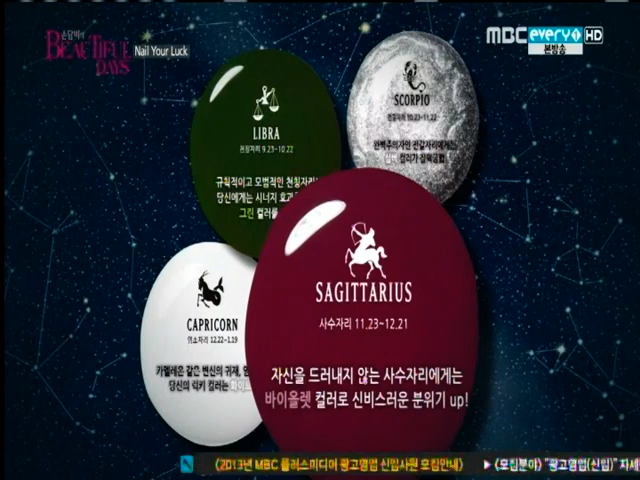 손담비의
BEAUTIFUL
DAYS
Nail Your Luck
MBC every1 HD
본방송
LIBRA
천칭자리 9.23~10.22
규칙적이고 모범적인 천칭자리
당신에게는 시너지 효과
그린 컬러를
SCORPIO
전갈자리 10.23~11.22
완벽주의자인 전갈자리에게는
컬러가 찰떡궁합
SAGITTARIUS
사수자리 11.23~12.21
자신을 드러내지 않는 사수자리에게는
바이올렛 컬러로 신비스러운 분위기 up!
CAPRICORN
염소자리 12.22~1.19
카멜레온 같은 변신의 귀재,
당신의 럭키 컬러는
<2013년 MBC 플러스미디어 광고영업 신입사원 모집안내>
▶ <모집분야> "광고영업(신입)" 자세